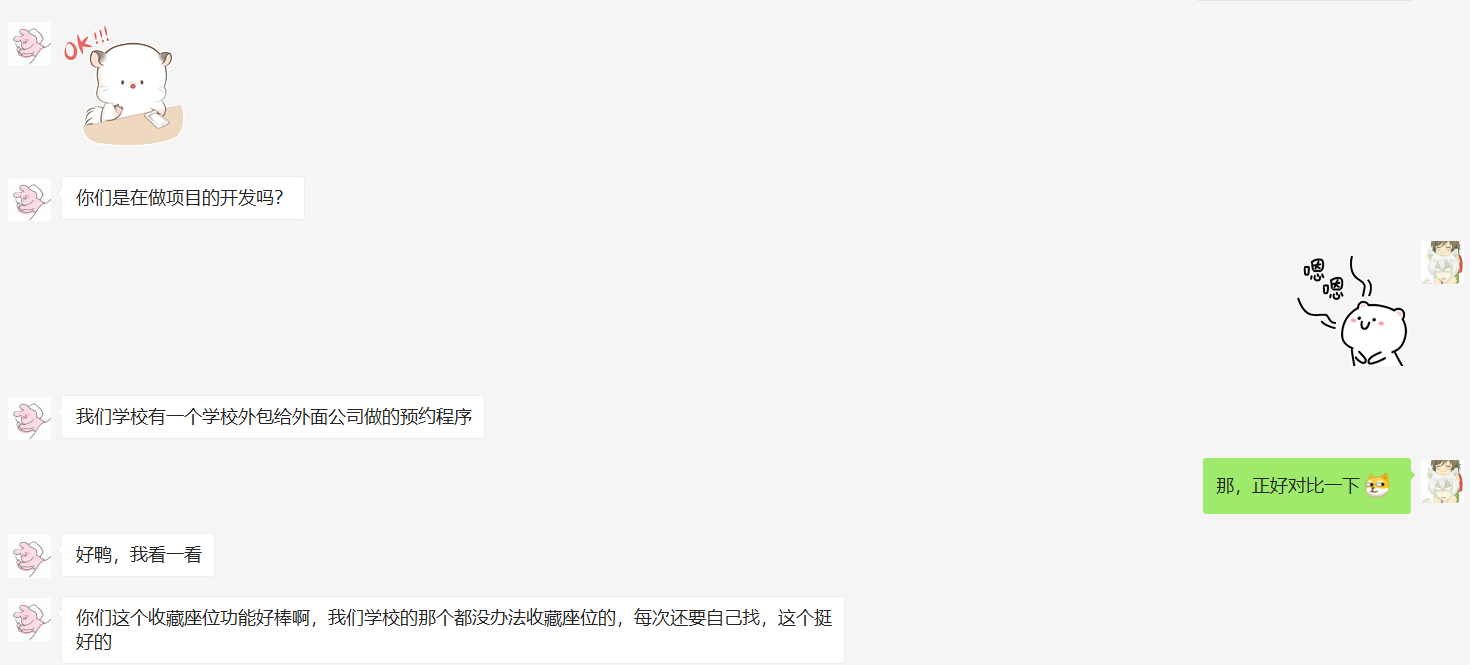 OK!!!
你们是在做项目的开发吗？
嗯
嗯
我们学校有一个学校外包给外面公司做的预约程序
那，正好对比一下
好鸭，我看一看
你们这个收藏座位功能好棒啊，我们学校的那个都没办法收藏座位的，每次还要自己找，这个挺
好的